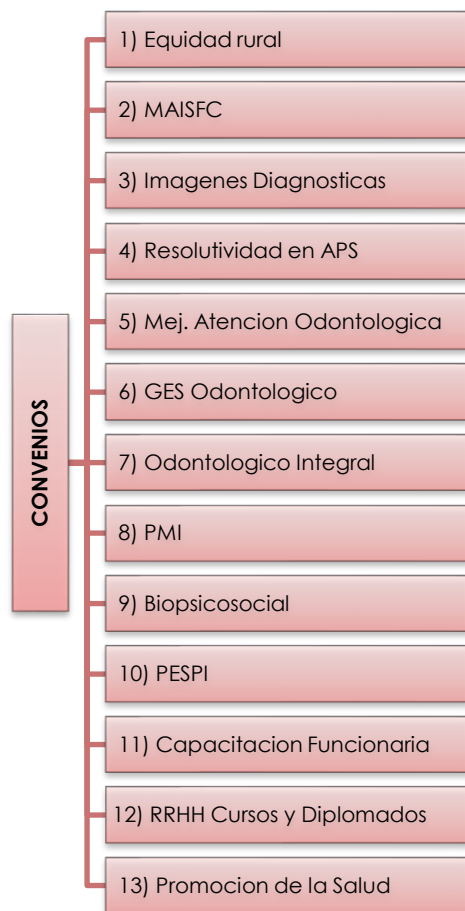 CONVENIOS
1) Equidad rural
2) MAISFC
3) Imagenes Diagnosticas
4) Resolutividad en APS
5) Mej. Atencion Odontologica
6) GES Odontologico
7) Odontologico Integral
8) PMI
9) Biopsicosocial
10) PESPI
11) Capacitacion Funcionaria
12) RRHH Cursos y Diplomados
13) Promocion de la Salud